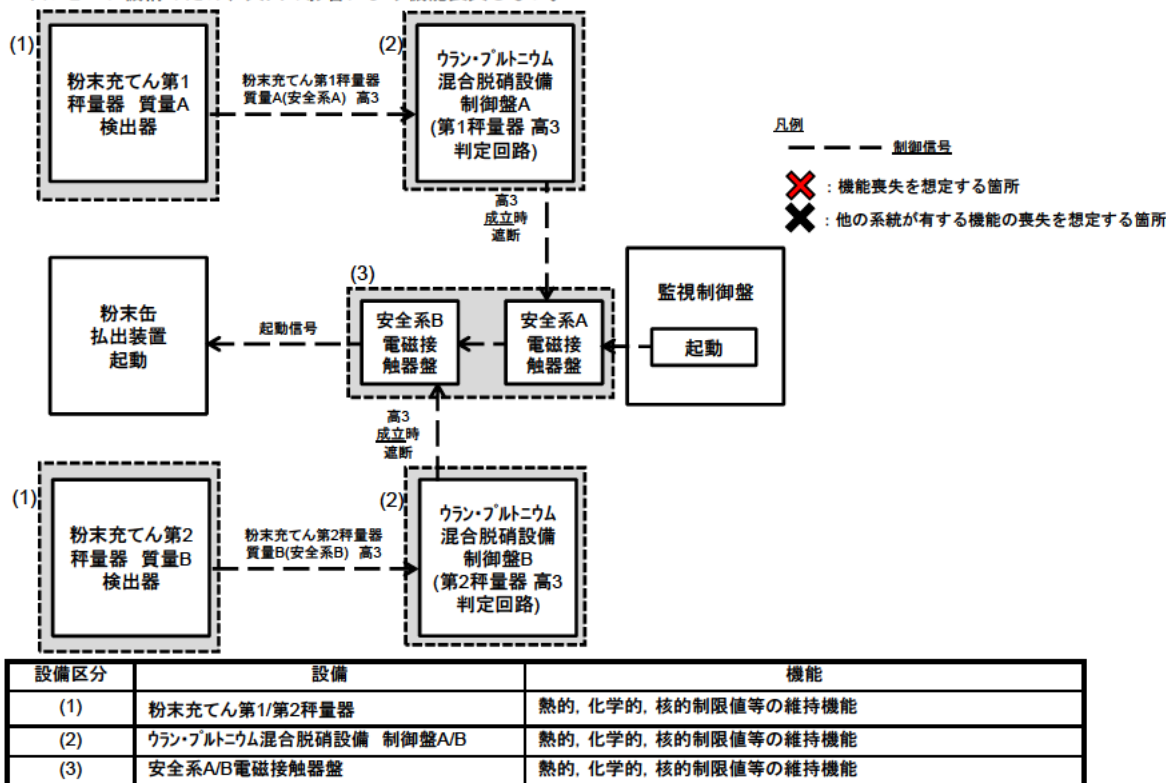 (1)
粉末充てん第1
秤量器 質量A
検出器
粉末充てん第1秤量器
質量A(安全系A) 高3
(2)
ウラン・プルトニウム
混合脱硝設備
制御盤A
(第1秤量器 高3
判定回路)
凡例
制御信号
：機能喪失を想定する箇所
：他の系統が有する機能の喪失を想定する箇所
高3
成立時
遮断
粉末缶
払出装置
起動
起動信号
(3)
安全系B
電磁接
触器盤
安全系A
電磁接
触器盤
監視制御盤
起動
高3
成立時
遮断
(1)
粉末充てん第2
秤量器 質量B
検出器
粉末充てん第2秤量器
質量B(安全系B) 高3
(2)
ウラン・プルトニウム
混合脱硝設備
制御盤B
(第2秤量器 高3
判定回路)
設備区分 設備 機能
(1) 粉末充てん第1/第2秤量器 熱的，化学的，核的制限値等の維持機能
(2) ウラン・プルトニウム混合脱硝設備 制御盤A/B 熱的，化学的，核的制限値等の維持機能
(3) 安全系A/B電磁接触器盤 熱的，化学的，核的制限値等の維持機能